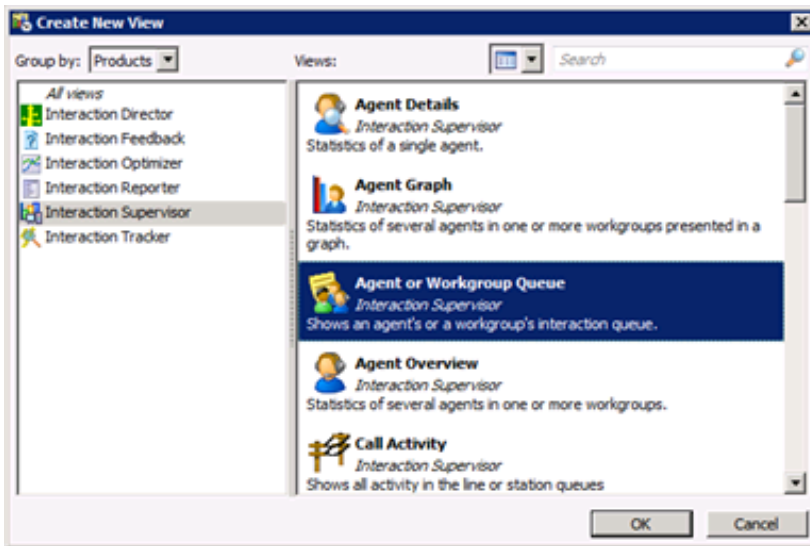 Create New View
Group by: Products
Views:
Search
All views
Interaction Director
Interaction Feedback
Interaction Optimizer
Interaction Reporter
Interaction Supervisor
Interaction Tracker
Agent Details
Interaction Supervisor
Statistics of a single agent.
Agent Graph
Interaction Supervisor
Statistics of several agents in one or more workgroups presented in a
graph.
Agent or Workgroup Queue
Interaction Supervisor
Shows an agent's or a workgroup's interaction queue.
Agent Overview
Interaction Supervisor
Statistics of several agents in one or more workgroups.
Call Activity
Interaction Supervisor
Shows all activity in the line or station queues
OK
Cancel